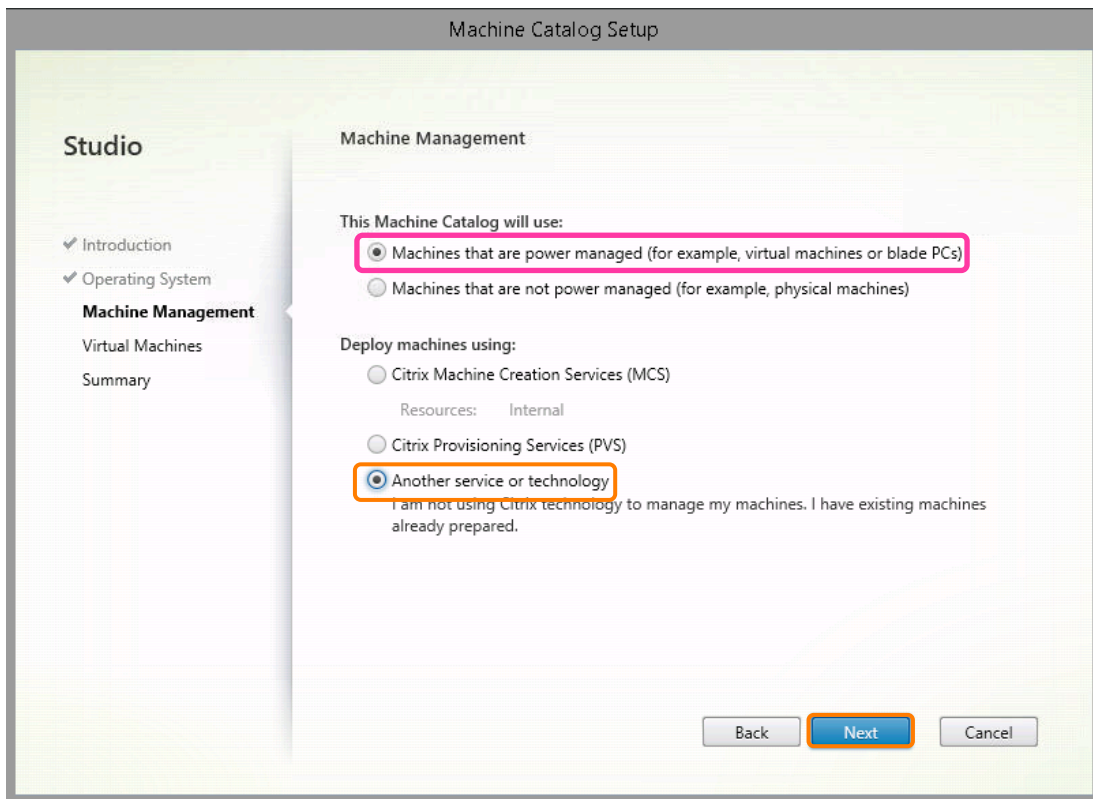 Machine Catalog Setup
Studio
Introduction
Operating System
Machine Management
Virtual Machines
Summary
Machine Management
This Machine Catalog will use:
Machines that are power managed (for example, virtual machines or blade PCs)
Machines that are not power managed (for example, physical machines)
Deploy machines using:
Citrix Machine Creation Services (MCS)
Resources: Internal
Citrix Provisioning Services (PVS)
Another service or technology
I am not using Citrix technology to manage my machines. I have existing machines
already prepared.
Back
Next
Cancel